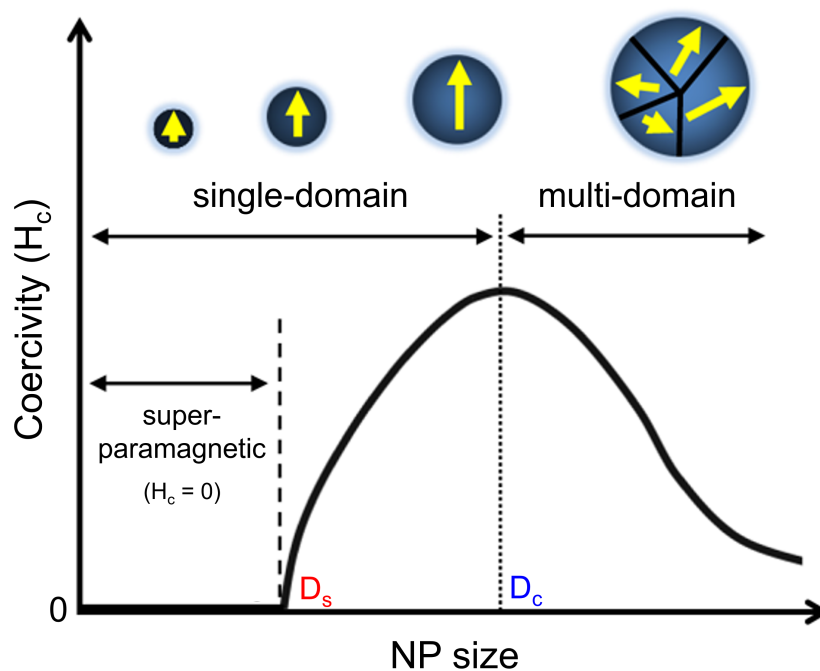 single-domain
multi-domain
Coercivity (Hc)
super-
paramagnetic
(Hc = 0)
Ds
Dc
0
NP size